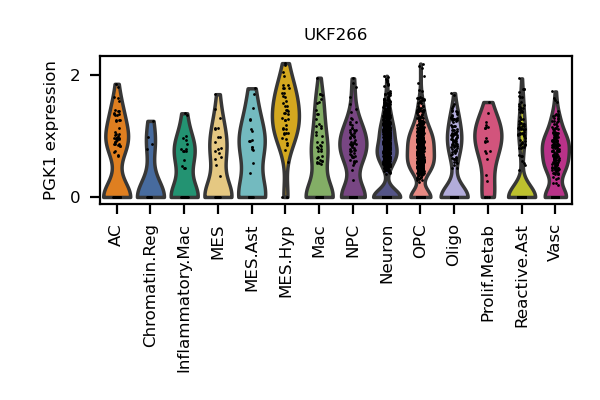 UKF266
PGK1 expression
2
0
AC
Chromatin.Reg
Inflammatory.Mac
MES
MES.Ast
MES.Hyp
Mac
NPC
Neuron
OPC
Oligo
Prolif.Metab
Reactive.Ast
Vasc